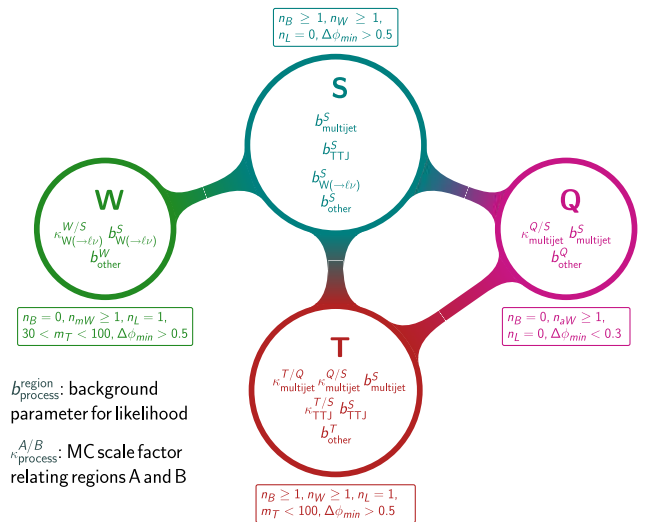 n_B ≥ 1, n_W ≥ 1,
n_L = 0, Δϕ_min > 0.5
S
b^S_multijet
b^S_TTJ
b^S_W(→ℓν)
b^S_other
W
κ^W/S_W(→ℓν) b^S_W(→ℓν)
b^W_other
n_B = 0, n_mW ≥ 1, n_L = 1,
30 < m_T < 100, Δϕ_min > 0.5
Q
κ^Q/S_multijet b^S_multijet
b^Q_other
n_B = 0, n_aW ≥ 1,
n_L = 0, Δϕ_min < 0.3
T
κ^T/Q_multijet κ^Q/S_multijet b^S_multijet
κ^T/S_TTJ b^S_TTJ
b^T_other
n_B ≥ 1, n_W ≥ 1, n_L = 1,
m_T < 100, Δϕ_min > 0.5
b^region_process: background
parameter for likelihood
κ^A/B_process: MC scale factor
relating regions A and B